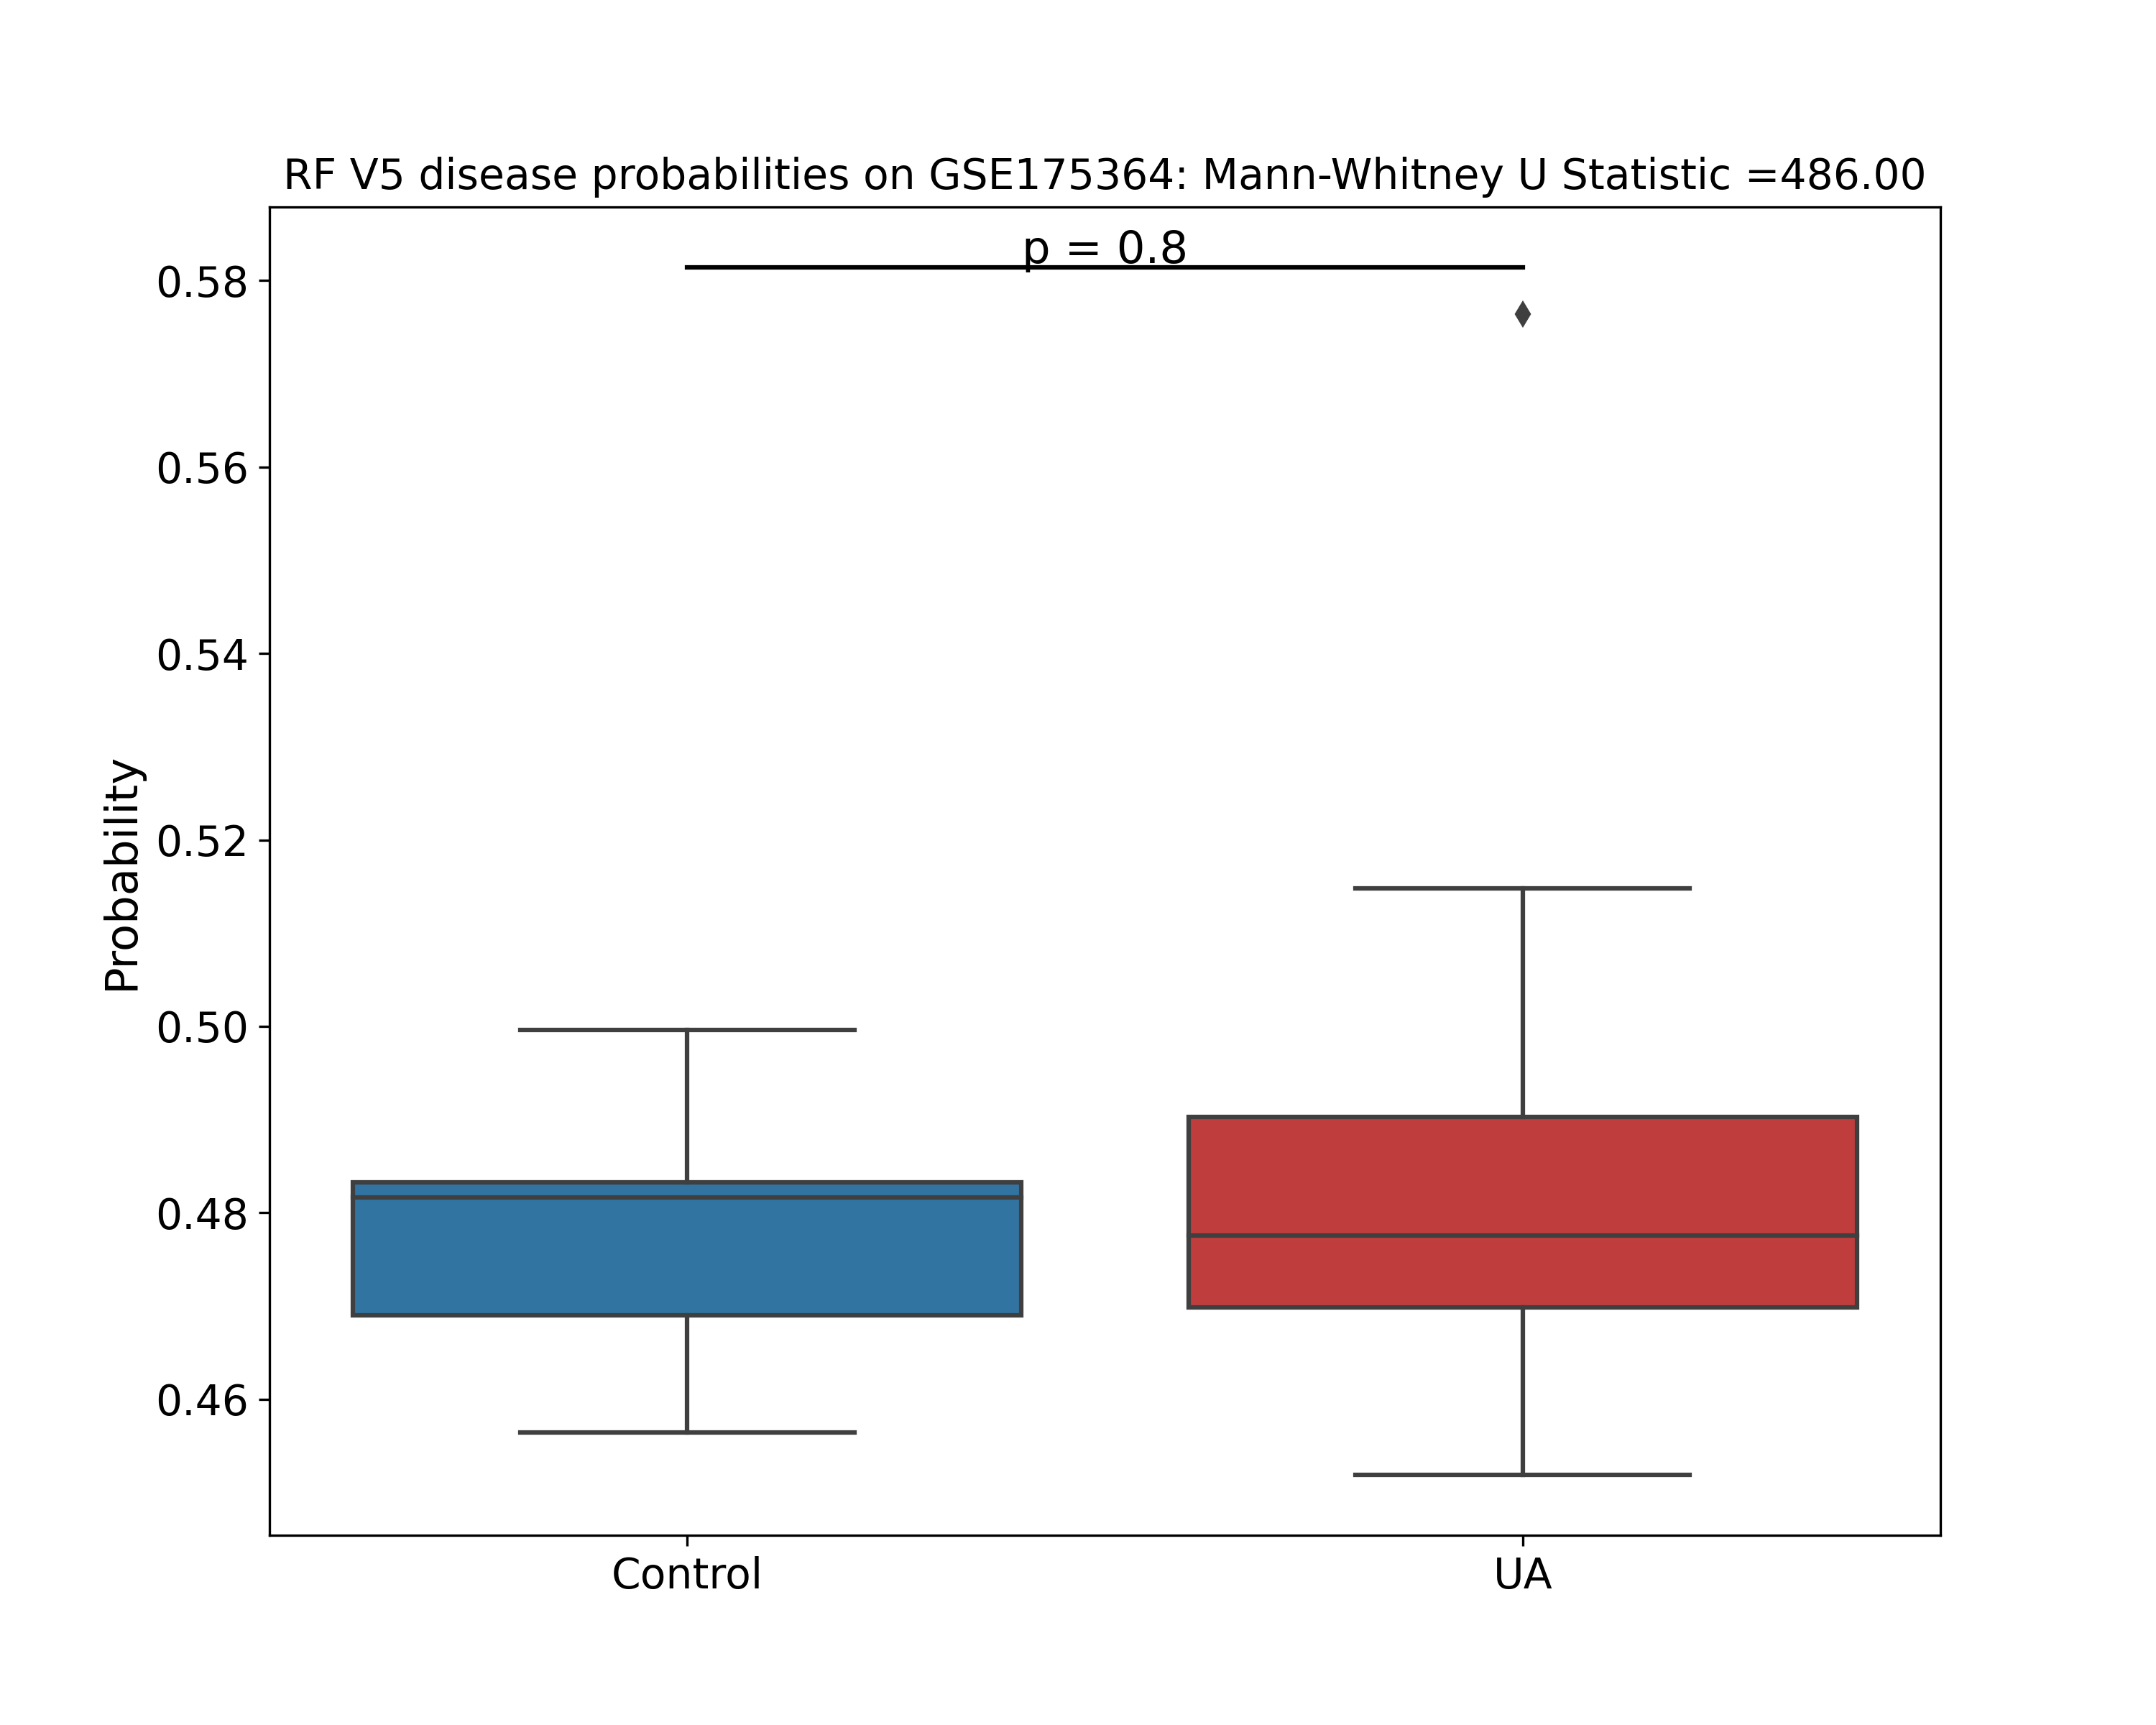 RF V5 disease probabilities on GSE175364: Mann-Whitney U Statistic =486.00
p = 0.8
0.58
0.56
0.54
0.52
0.50
0.48
0.46
Probability
Control
UA